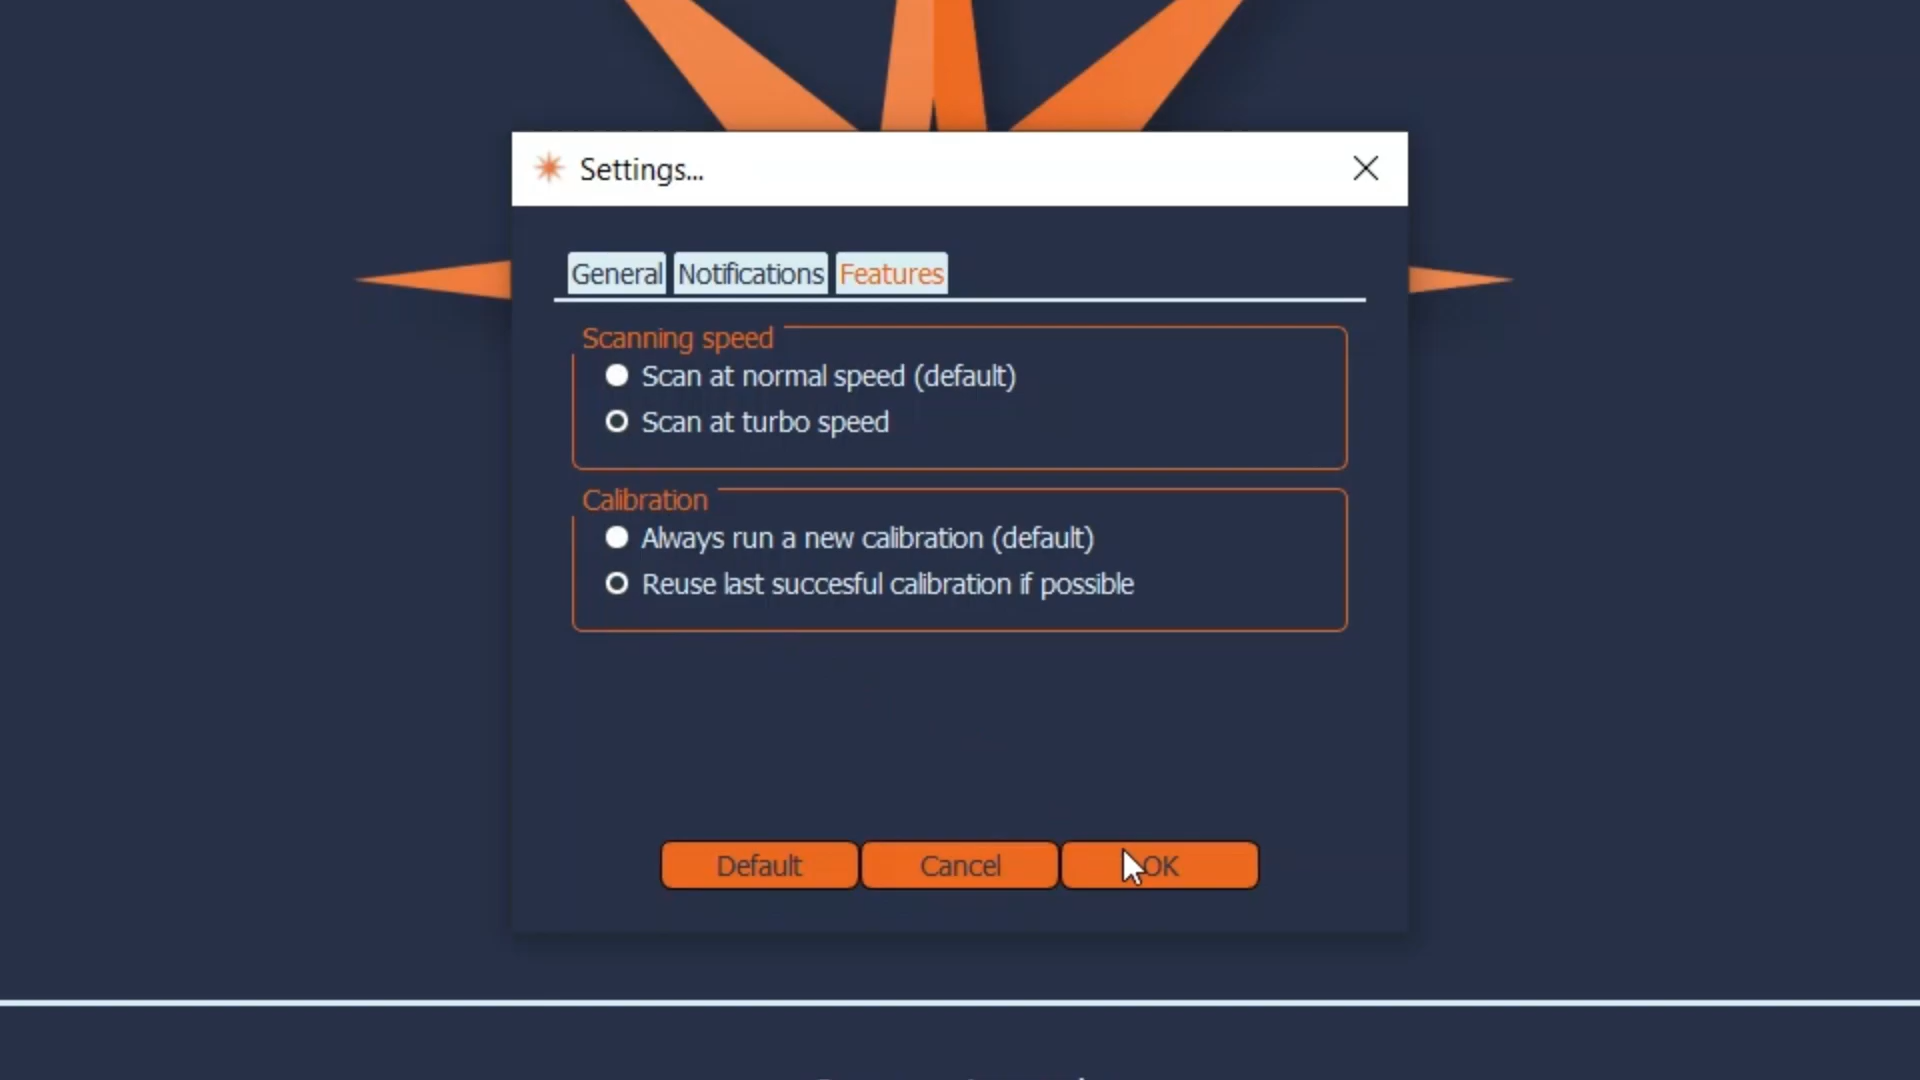 Settings...
General Notifications Features
Scanning speed
Scan at normal speed (default)
Scan at turbo speed
Calibration
Always run a new calibration (default)
Reuse last succesful calibration if possible
Default Cancel OK